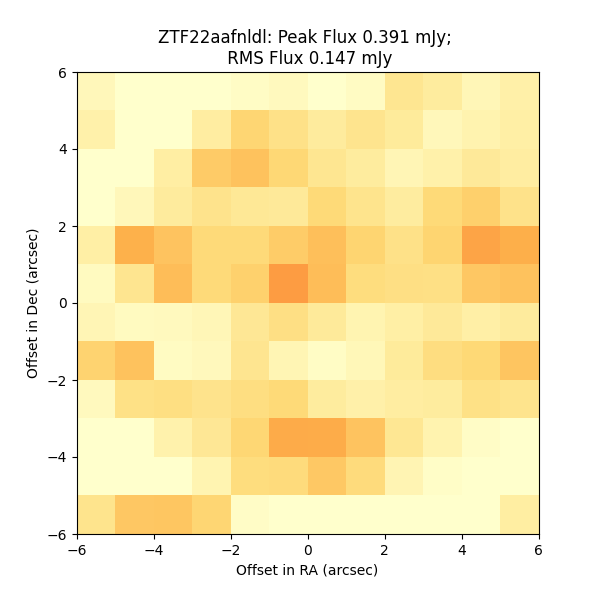 ZTF22aafnldl: Peak Flux 0.391 mJy;
RMS Flux 0.147 mJy
6
4
2
0
−2
−4
−6
Offset in Dec (arcsec)
−6 −4 −2 0 2 4 6
Offset in RA (arcsec)